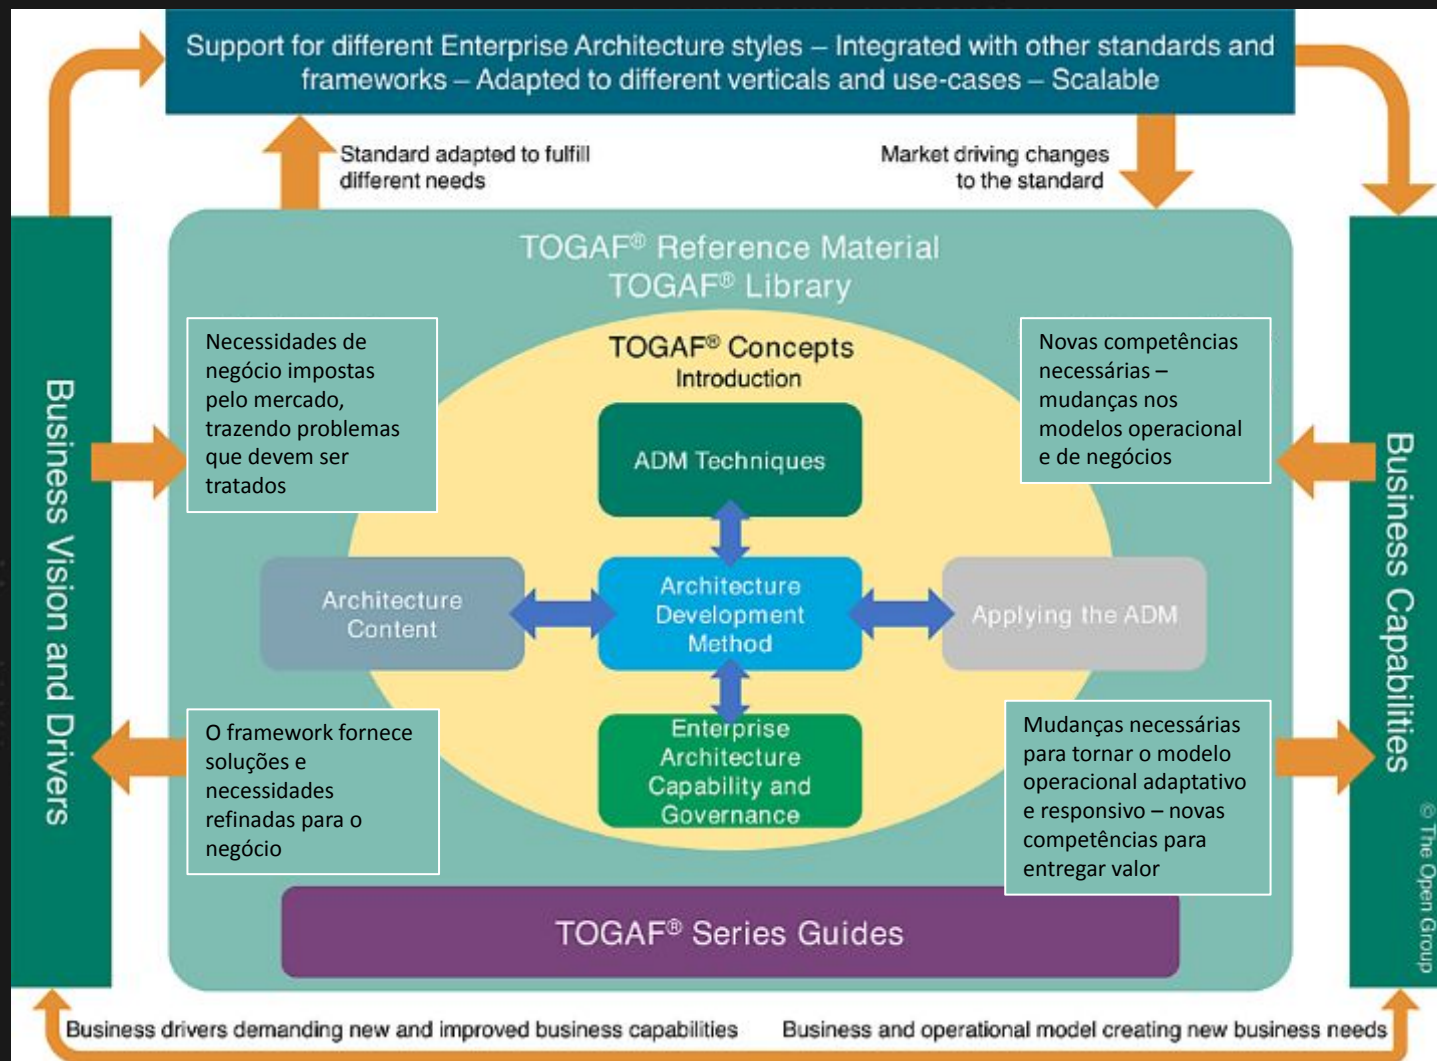 Support for different Enterprise Architecture styles – Integrated with other standards and
frameworks – Adapted to different verticals and use-cases – Scalable
Standard adapted to fulfill
different needs
Market driving changes
to the standard
Business Vision and Drivers
TOGAF® Reference Material
TOGAF® Library
Necessidades de
negócio impostas
pelo mercado,
trazendo problemas
que devem ser
tratados
TOGAF® Concepts
Introduction
Novas competências
necessárias –
mudanças nos
modelos operacional
e de negócios
ADM Techniques
Architecture
Content
Architecture
Development
Method
Applying the ADM
O framework fornece
soluções e
necessidades
refinadas para o
negócio
Enterprise
Architecture
Capability and
Governance
Mudanças necessárias
para tornar o modelo
operacional adaptativo
e responsivo – novas
competências para
entregar valor
Business Capabilities
TOGAF® Series Guides
© The Open Group
Business drivers demanding new and improved business capabilities
Business and operational model creating new business needs